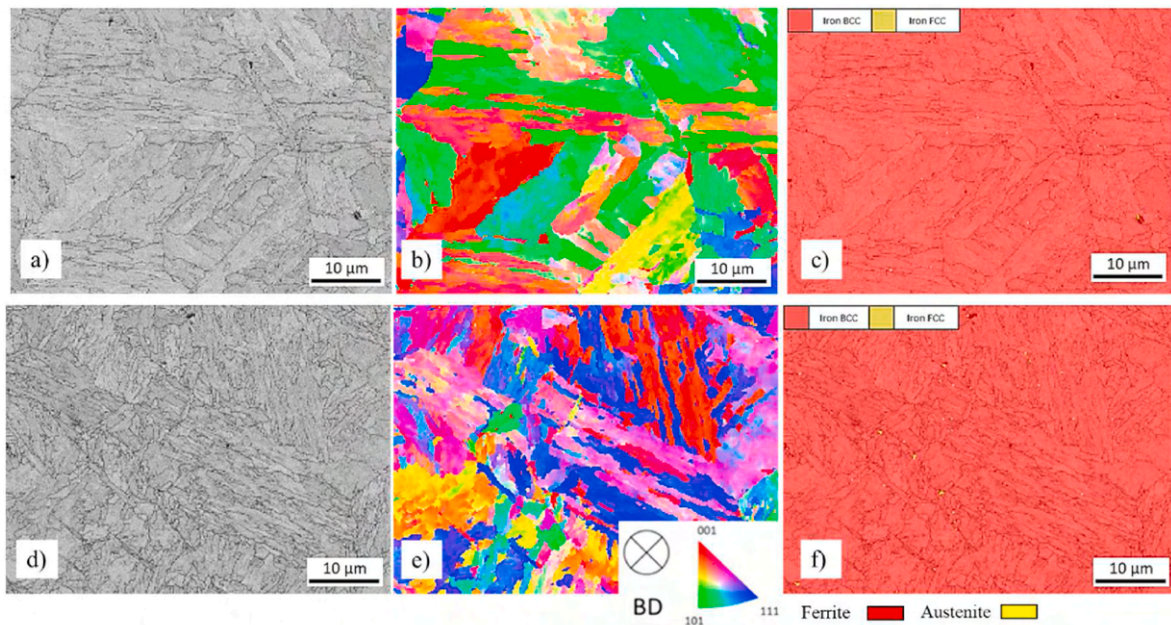 Iron BCC Iron FCC
a) 10 μm b) 10 μm c) 10 μm
Iron BCC Iron FCC
d) 10 μm e) f) 10 μm
001
BD 101 111
Ferrite Austenite